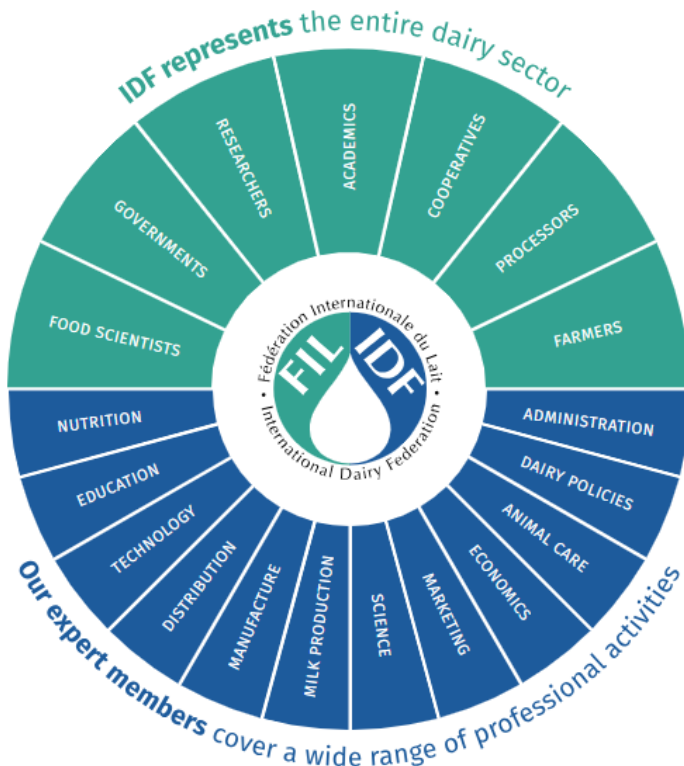 IDF represents the entire dairy sector
FOOD SCIENTISTS
GOVERNMENTS
RESEARCHERS
ACADEMICS
COOPERATIVES
PROCESSORS
FARMERS
Fédération Internationale du Lait
FIL
IDF
International Dairy Federation
NUTRITION
EDUCATION
TECHNOLOGY
DISTRIBUTION
MANUFACTURE
MILK PRODUCTION
SCIENCE
MARKETING
ECONOMICS
ANIMAL CARE
DAIRY POLICIES
ADMINISTRATION
Our expert members cover a wide range of professional activities